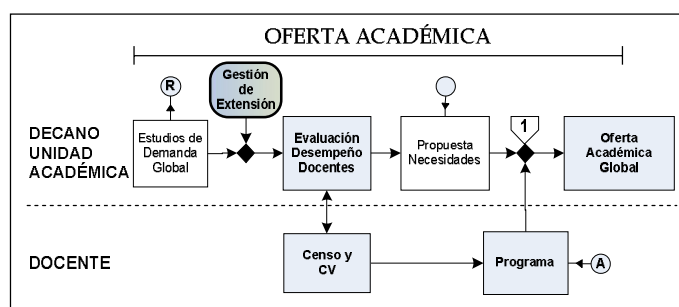 OFERTA ACADÉMICA
R
Gestión
de
Extensión
1
DECANO
UNIDAD
ACADÉMICA
Estudios de
Demanda
Global
Evaluación
Desempeño
Docentes
Propuesta
Necesidades
Oferta
Académica
Global
DOCENTE
Censo y
CV
Programa
A